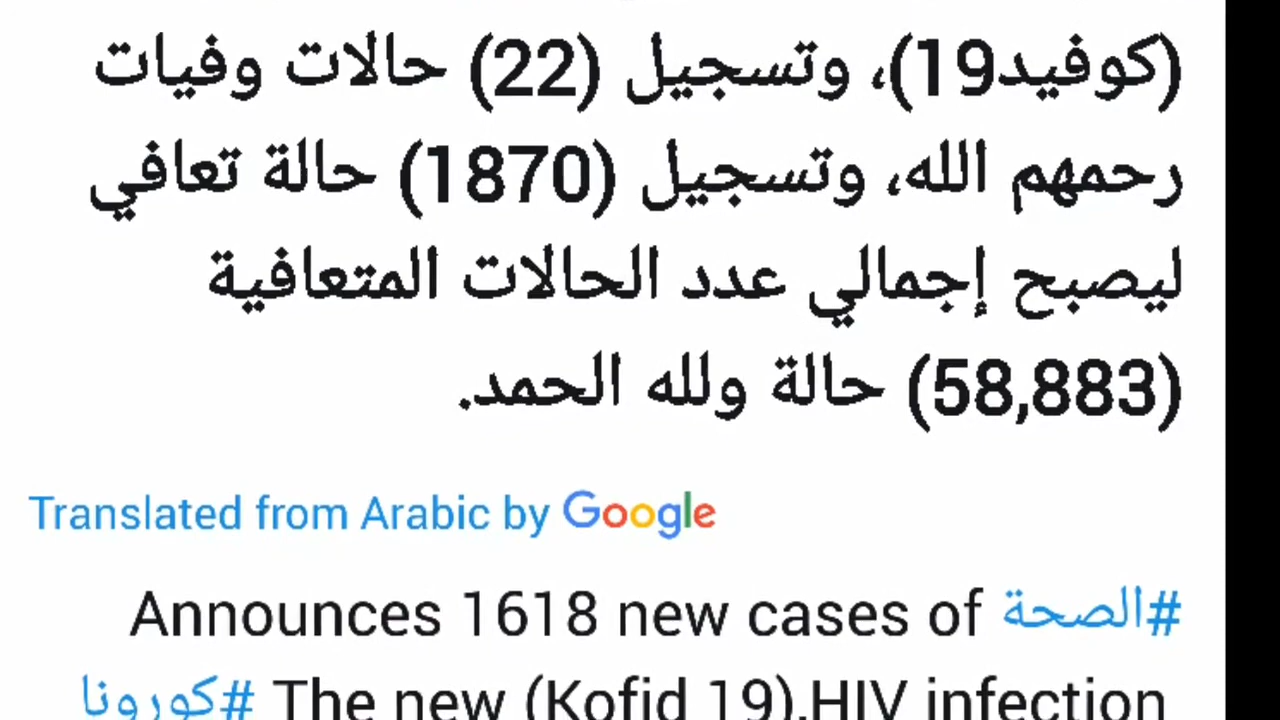 (كوفيد19)، وتسجيل (22) حالات وفيات
رحمهم الله، وتسجيل (1870) حالة تعافي
ليصبح إجمالي عدد الحالات المتعافية
(58,883) حالة ولله الحمد.
Translated from Arabic by Google
Announces 1618 new cases of #الصحة
#كورونا The new (Kofid 19),HIV infection